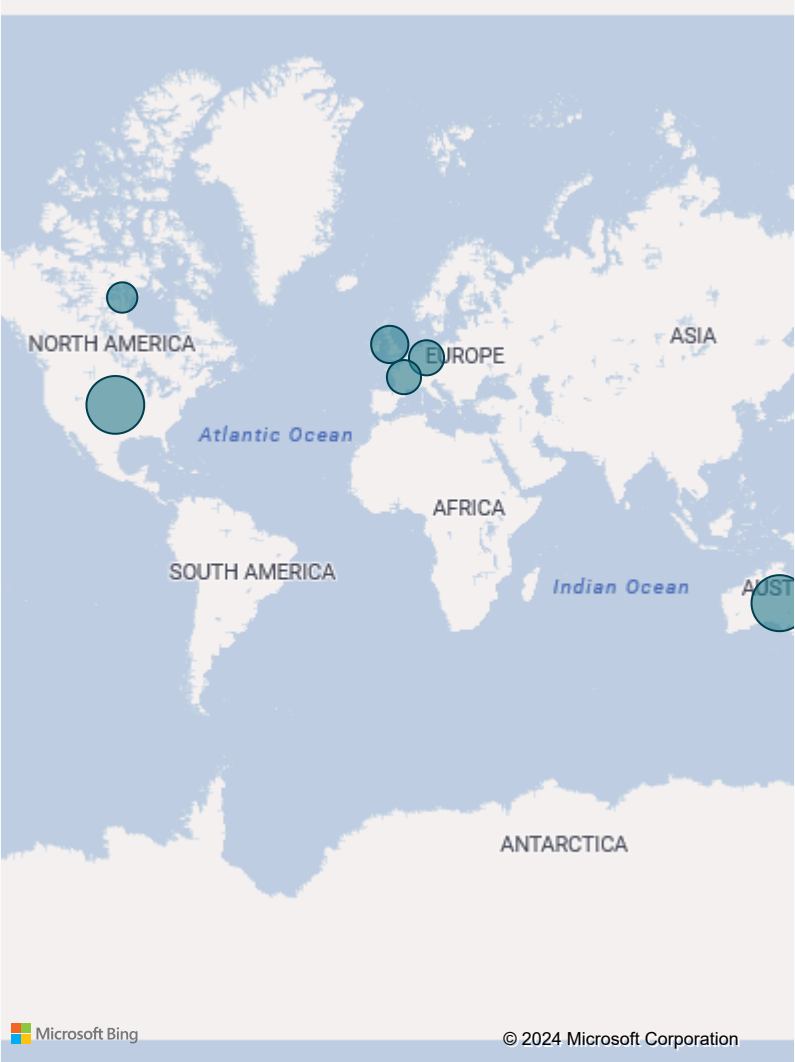 ASIA
NORTH AMERICA
EUROPE
Atlantic Ocean
AFRICA
SOUTH AMERICA
Indian Ocean
AUST
ANTARCTICA
Microsoft Bing
© 2024 Microsoft Corporation